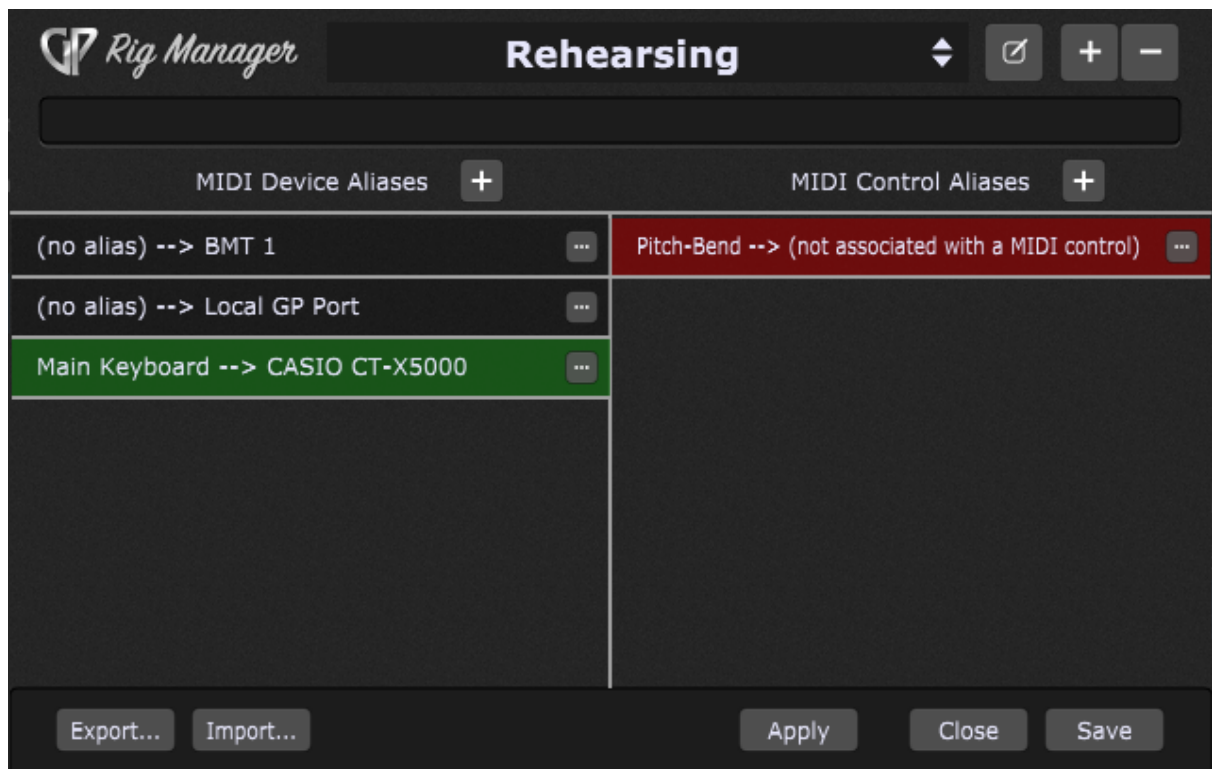 GP Rig Manager
Rehearsing
+ −
MIDI Device Aliases +
MIDI Control Aliases +
(no alias) --> BMT 1 ...
Pitch-Bend --> (not associated with a MIDI control) ...
(no alias) --> Local GP Port ...
Main Keyboard --> CASIO CT-X5000 ...
Export... Import... Apply Close Save